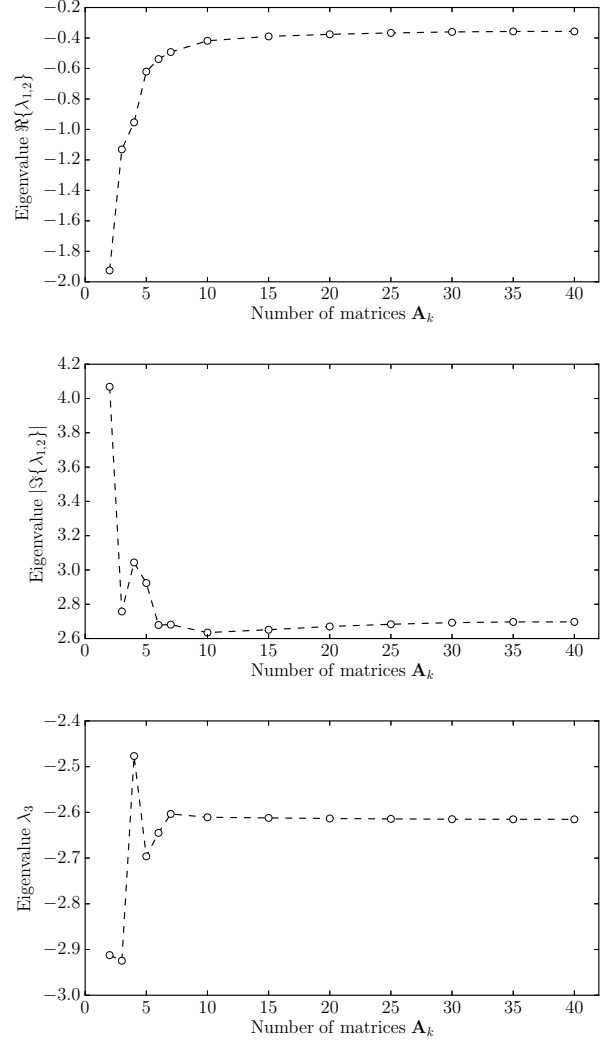 −0.2
−0.4
−0.6
−0.8
−1.0
−1.2
−1.4
−1.6
−1.8
−2.0
Eigenvalue ℜ{λ1,2}
0 5 10 15 20 25 30 35 40
Number of matrices Ak
4.2
4.0
3.8
3.6
3.4
3.2
3.0
2.8
2.6
Eigenvalue |ℑ{λ1,2}|
0 5 10 15 20 25 30 35 40
Number of matrices Ak
−2.4
−2.5
−2.6
−2.7
−2.8
−2.9
−3.0
Eigenvalue λ3
0 5 10 15 20 25 30 35 40
Number of matrices Ak